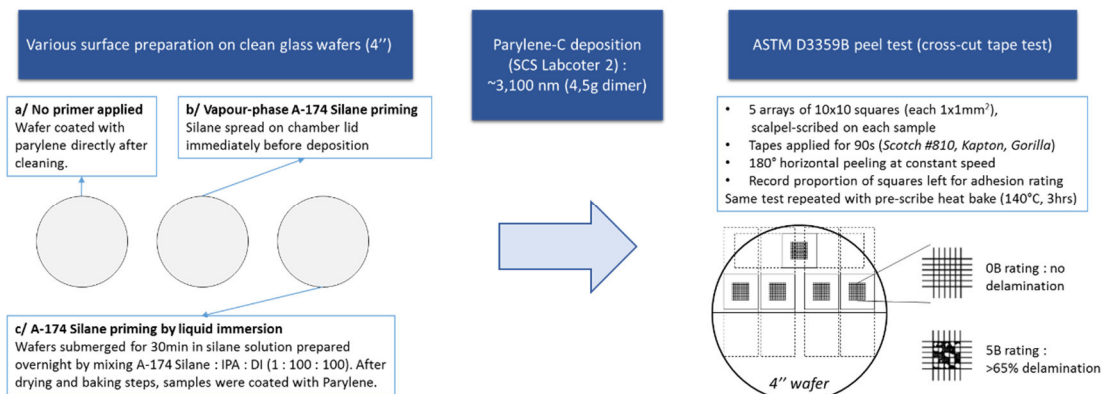 Various surface preparation on clean glass wafers (4’’)
a/ No primer applied
Wafer coated with
parylene directly after
cleaning.
b/ Vapour-phase A-174 Silane priming
Silane spread on chamber lid
immediately before deposition
c/ A-174 Silane priming by liquid immersion
Wafers submerged for 30min in silane solution prepared
overnight by mixing A-174 Silane : IPA : DI (1 : 100 : 100). After
drying and baking steps, samples were coated with Parylene.
Parylene-C deposition
(SCS Labcoter 2) :
~3,100 nm (4,5g dimer)
ASTM D3359B peel test (cross-cut tape test)
• 5 arrays of 10x10 squares (each 1x1mm²),
scalpel-scribed on each sample
• Tapes applied for 90s (Scotch #810, Kapton, Gorilla)
• 180° horizontal peeling at constant speed
• Record proportion of squares left for adhesion rating
Same test repeated with pre-scribe heat bake (140°C, 3hrs)
0B rating : no
delamination
5B rating :
>65% delamination
4’’ wafer